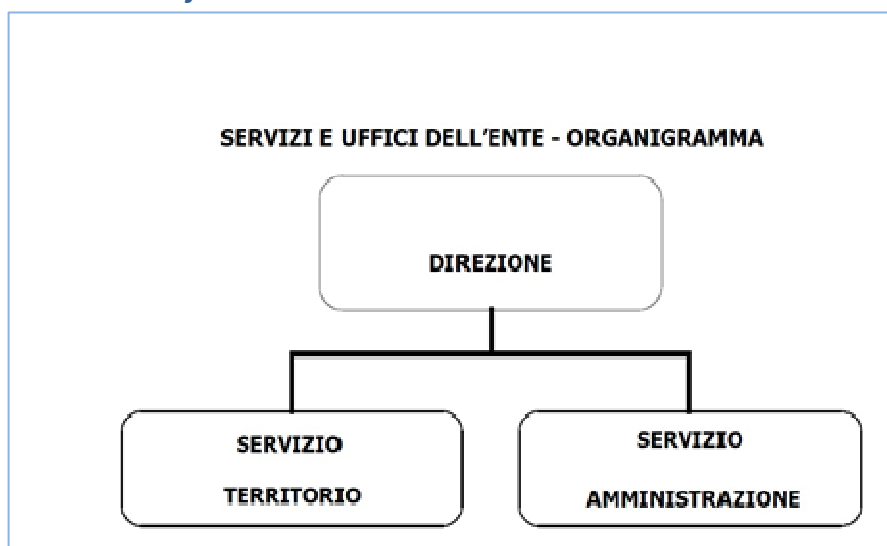 SERVIZI E UFFICI DELL'ENTE - ORGANIGRAMMA
DIREZIONE
SERVIZIO
TERRITORIO
SERVIZIO
AMMINISTRAZIONE